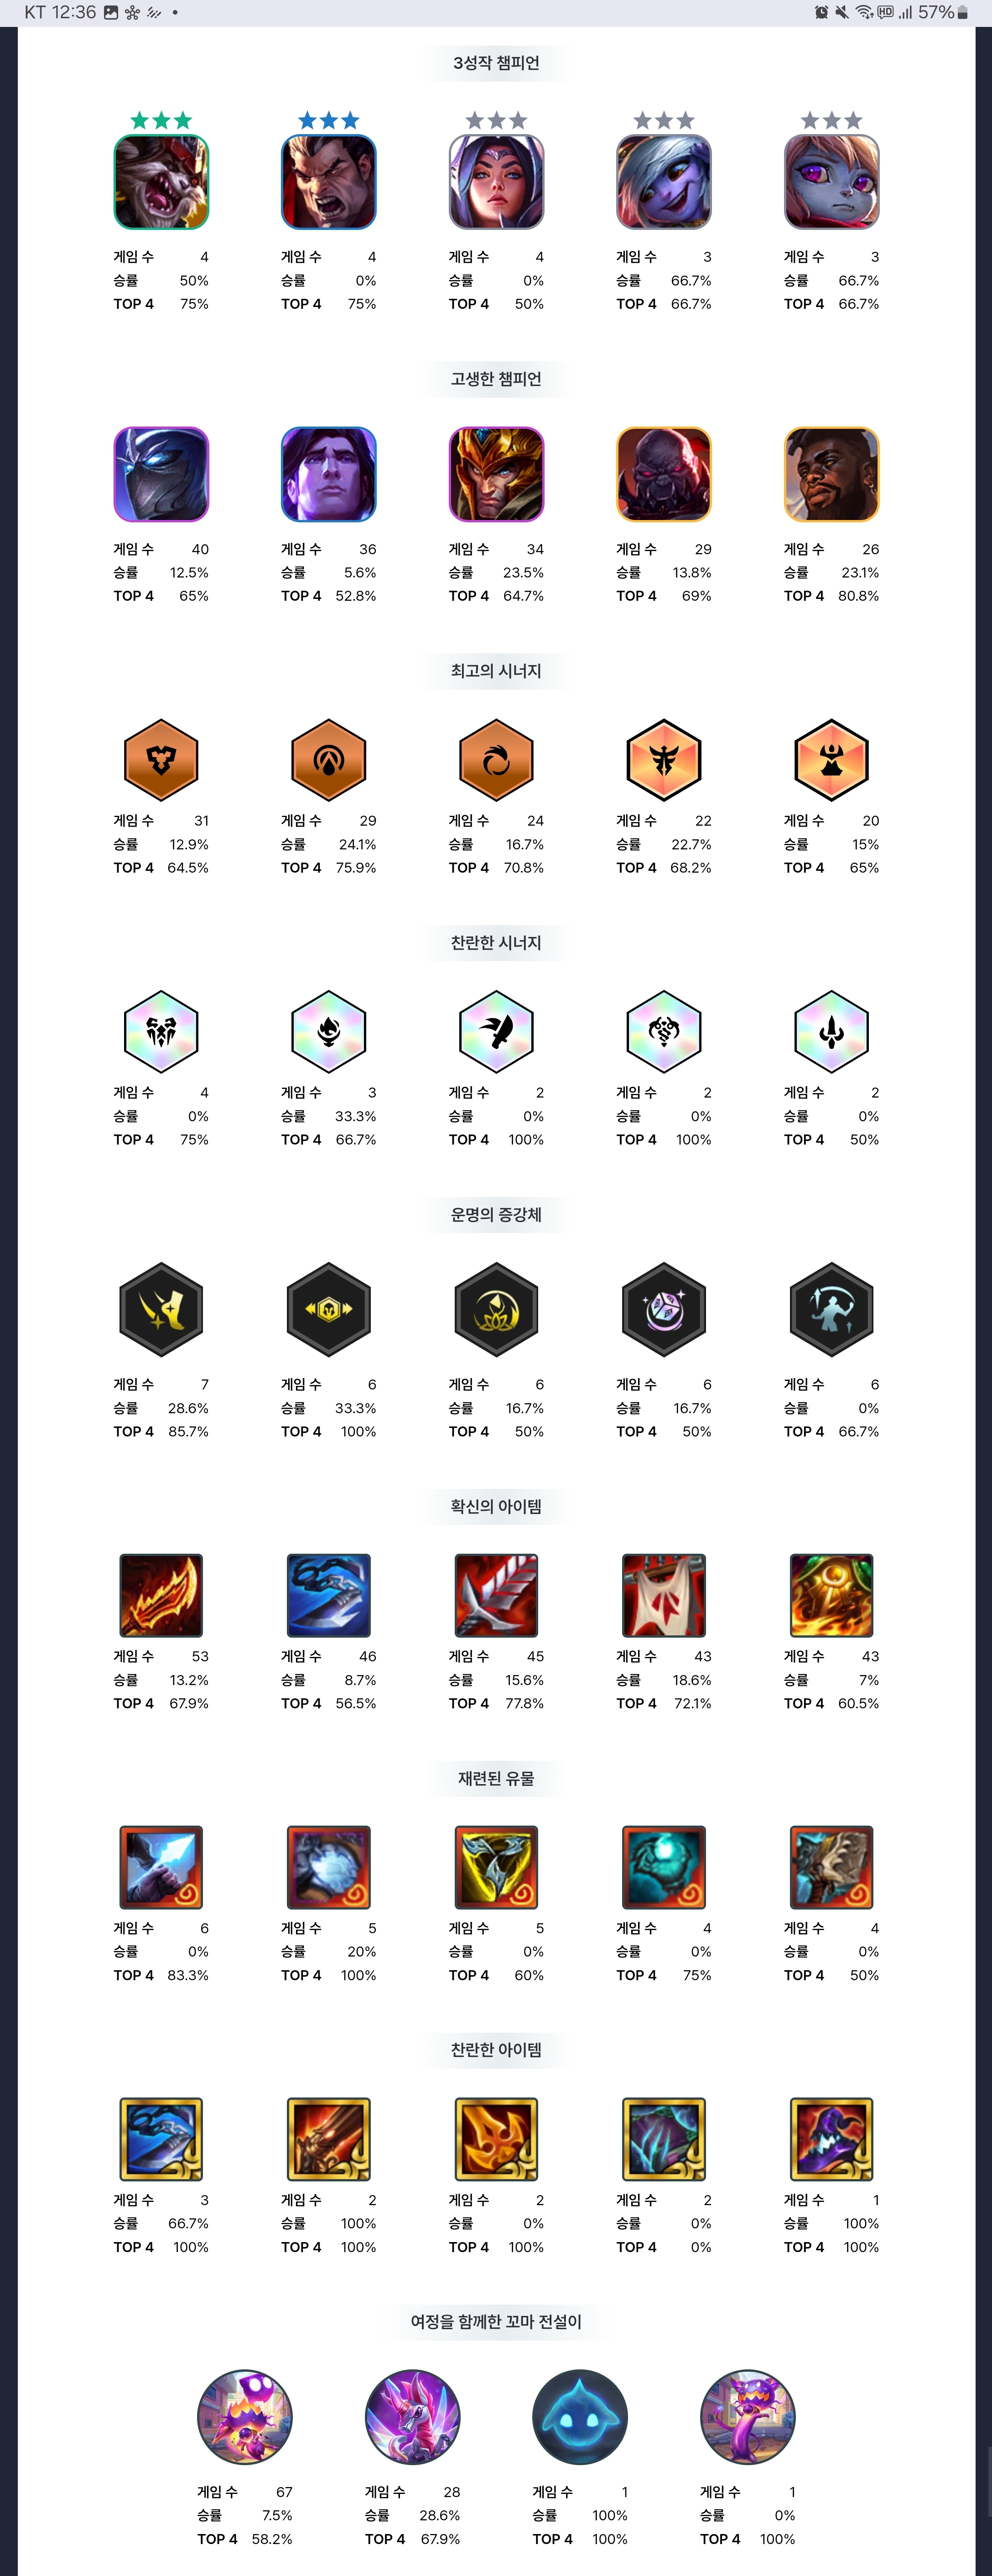 KT 12:36 HD 57%
3성작 챔피언
게임 수 4 게임 수 4 게임 수 4 게임 수 3 게임 수 3
승률 50% 승률 0% 승률 0% 승률 66.7% 승률 66.7%
TOP 4 75% TOP 4 75% TOP 4 50% TOP 4 66.7% TOP 4 66.7%
고생한 챔피언
게임 수 40 게임 수 36 게임 수 34 게임 수 29 게임 수 26
승률 12.5% 승률 5.6% 승률 23.5% 승률 13.8% 승률 23.1%
TOP 4 65% TOP 4 52.8% TOP 4 64.7% TOP 4 69% TOP 4 80.8%
최고의 시너지
게임 수 31 게임 수 29 게임 수 24 게임 수 22 게임 수 20
승률 12.9% 승률 24.1% 승률 16.7% 승률 22.7% 승률 15%
TOP 4 64.5% TOP 4 75.9% TOP 4 70.8% TOP 4 68.2% TOP 4 65%
찬란한 시너지
게임 수 4 게임 수 3 게임 수 2 게임 수 2 게임 수 2
승률 0% 승률 33.3% 승률 0% 승률 0% 승률 0%
TOP 4 75% TOP 4 66.7% TOP 4 100% TOP 4 100% TOP 4 50%
운명의 증강체
게임 수 7 게임 수 6 게임 수 6 게임 수 6 게임 수 6
승률 28.6% 승률 33.3% 승률 16.7% 승률 16.7% 승률 0%
TOP 4 85.7% TOP 4 100% TOP 4 50% TOP 4 50% TOP 4 66.7%
확신의 아이템
게임 수 53 게임 수 46 게임 수 45 게임 수 43 게임 수 43
승률 13.2% 승률 8.7% 승률 15.6% 승률 18.6% 승률 7%
TOP 4 67.9% TOP 4 56.5% TOP 4 77.8% TOP 4 72.1% TOP 4 60.5%
재련된 유물
게임 수 6 게임 수 5 게임 수 5 게임 수 4 게임 수 4
승률 0% 승률 20% 승률 0% 승률 0% 승률 0%
TOP 4 83.3% TOP 4 100% TOP 4 60% TOP 4 75% TOP 4 50%
찬란한 아이템
게임 수 3 게임 수 2 게임 수 2 게임 수 2 게임 수 1
승률 66.7% 승률 100% 승률 0% 승률 0% 승률 100%
TOP 4 100% TOP 4 100% TOP 4 100% TOP 4 0% TOP 4 100%
여정을 함께한 꼬마 전설이
게임 수 67 게임 수 28 게임 수 1 게임 수 1
승률 7.5% 승률 28.6% 승률 100% 승률 0%
TOP 4 58.2% TOP 4 67.9% TOP 4 100% TOP 4 100%